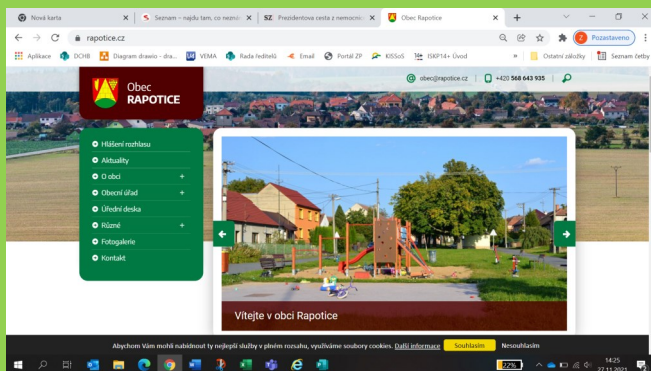 Nová karta
Seznam – najdu tam, co nezn
Prezidentova cesta z nemocni
Obec Rapotice
rapotice.cz
Pozastaveno
Aplikace
DCHB
Diagram drawio - dra...
VEMA
Rada ředitelů
Email
Portál ZP
KISSoS
ISKP14+ Úvod
»
Ostatní záložky
Seznam četby
obec@rapotice.cz
+420 568 643 935
Obec
RAPOTICE
Hlášení rozhlasu
Aktuality
O obci +
Obecní úřad +
Úřední deska
Různé +
Fotogalerie
Kontakt
Vítejte v obci Rapotice
Abychom Vám mohli nabídnout ty nejlepší služby v plném rozsahu, využíváme soubory cookies. Další informace Souhlasím Nesouhlasím
22%
14:25
27.11.2021